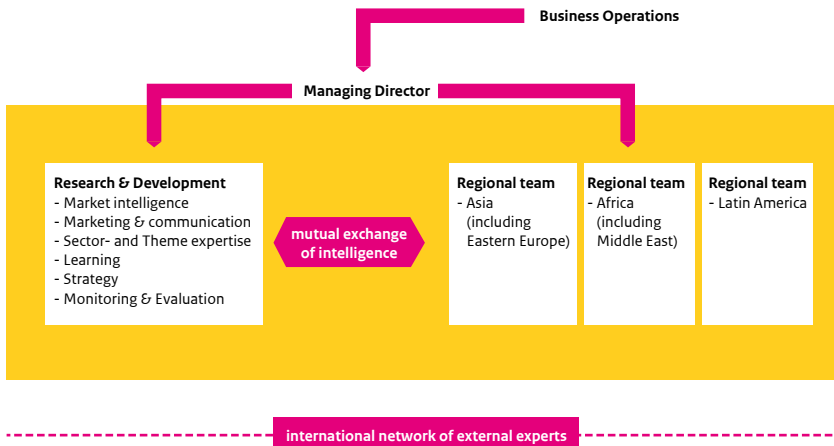 Business Operations
Managing Director
Research & Development
- Market intelligence
- Marketing & communication
- Sector- and Theme expertise
- Learning
- Strategy
- Monitoring & Evaluation
mutual exchange
of intelligence
Regional team
- Asia
(including
Eastern Europe)
Regional team
- Africa
(including
Middle East)
Regional team
- Latin America
international network of external experts